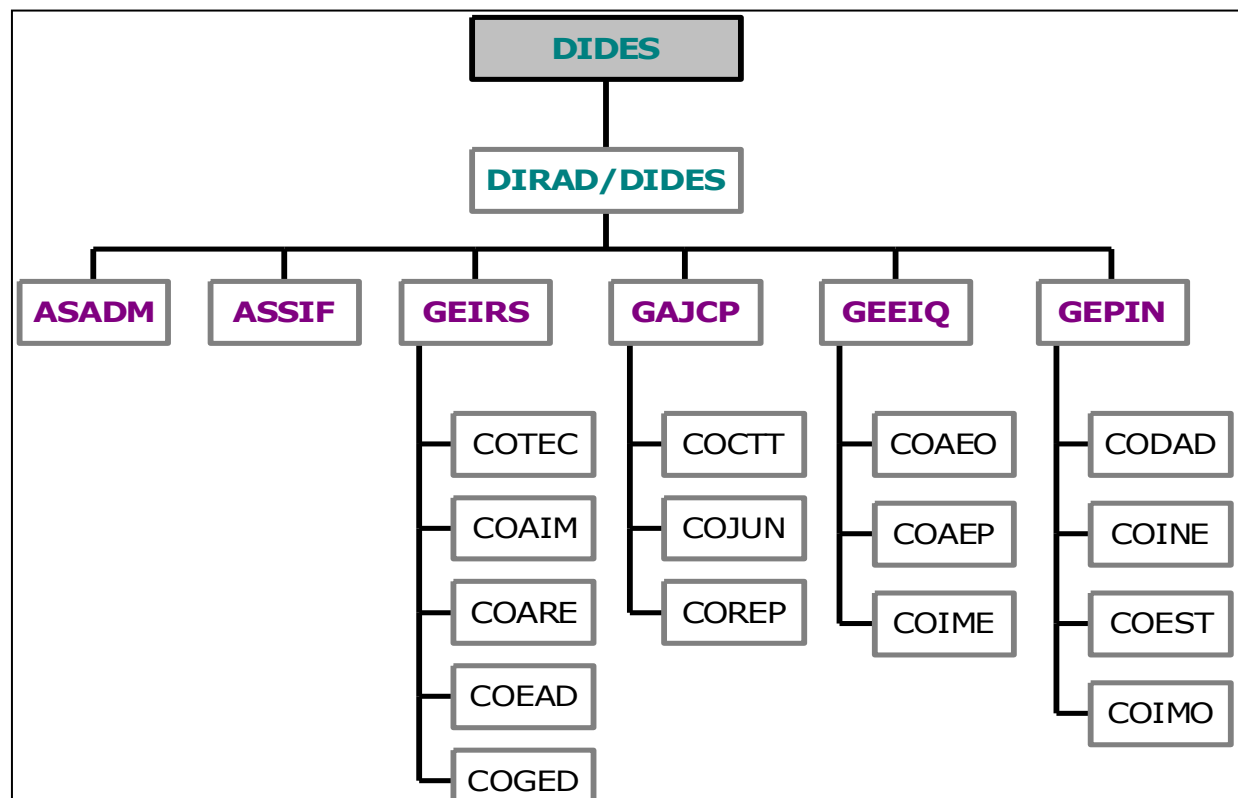 DIDES
DIRAD/DIDES
ASADM
ASSIF
GEIRS
GAJCP
GEEIQ
GEPIN
COTEC
COAIM
COARE
COEAD
COGED
COCTT
COJUN
COREP
COAEO
COAEP
COIME
CODAD
COINE
COEST
COIMO